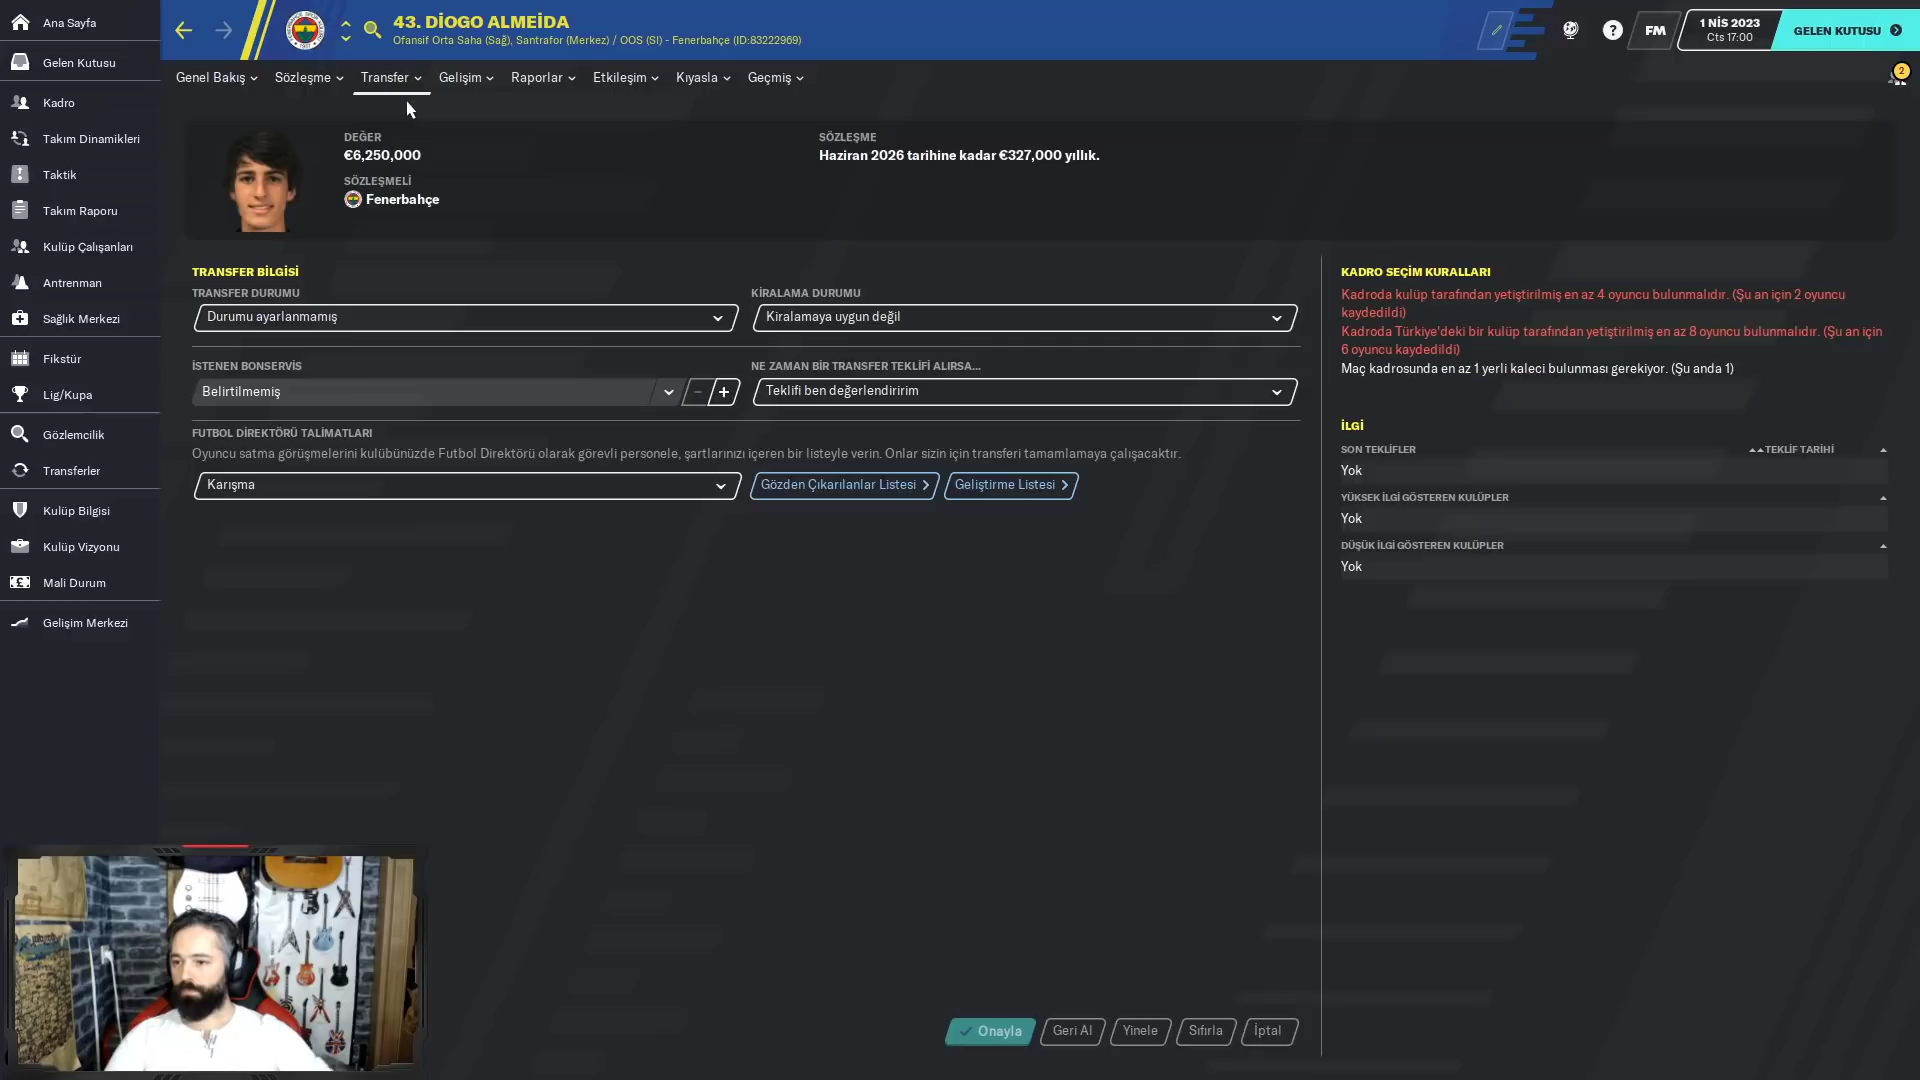 Ana Sayfa
Gelen Kutusu
Kadro
Takım Dinamikleri
Taktik
Takım Raporu
Kulüp Çalışanları
Antrenman
Sağlık Merkezi
Fikstür
Lig/Kupa
Gözlemcilik
Transferler
Kulüp Bilgisi
Kulüp Vizyonu
Mali Durum
Gelişim Merkezi
43. DİOGO ALMEİDA
Ofansif Orta Saha (Sağ), Santrafor (Merkez) / OOS (Sl) - Fenerbahçe (ID:83222969)
FM
1 NİS 2023
Cts 17:00
GELEN KUTUSU
2
Genel Bakış Sözleşme Transfer Gelişim Raporlar Etkileşim Kıyasla Geçmiş
DEĞER
€6,250,000
SÖZLEŞMELİ
Fenerbahçe
SÖZLEŞME
Haziran 2026 tarihine kadar €327,000 yıllık.
TRANSFER BİLGİSİ
TRANSFER DURUMU
Durumu ayarlanmamış
KİRALAMA DURUMU
Kiralamaya uygun değil
İSTENEN BONSERVİS
Belirtilmemiş
NE ZAMAN BİR TRANSFER TEKLİFİ ALIRSA...
Teklifi ben değerlendiririm
FUTBOL DİREKTÖRÜ TALİMATLARI
Oyuncu satma görüşmelerini kulübünüzde Futbol Direktörü olarak görevli personele, şartlarınızı içeren bir listeyle verin. Onlar sizin için transferi tamamlamaya çalışacaktır.
Karışma
Gözden Çıkarılanlar Listesi
Geliştirme Listesi
KADRO SEÇİM KURALLARI
Kadroda kulüp tarafından yetiştirilmiş en az 4 oyuncu bulunmalıdır. (Şu an için 2 oyuncu
kaydedildi)
Kadroda Türkiye'deki bir kulüp tarafından yetiştirilmiş en az 8 oyuncu bulunmalıdır. (Şu an için
6 oyuncu kaydedildi)
Maç kadrosunda en az 1 yerli kaleci bulunması gerekiyor. (Şu anda 1)
İLGİ
SON TEKLİFLER TEKLİF TARİHİ
Yok
YÜKSEK İLGİ GÖSTEREN KULÜPLER
Yok
DÜŞÜK İLGİ GÖSTEREN KULÜPLER
Yok
Onayla Geri Al Yinele Sıfırla İptal